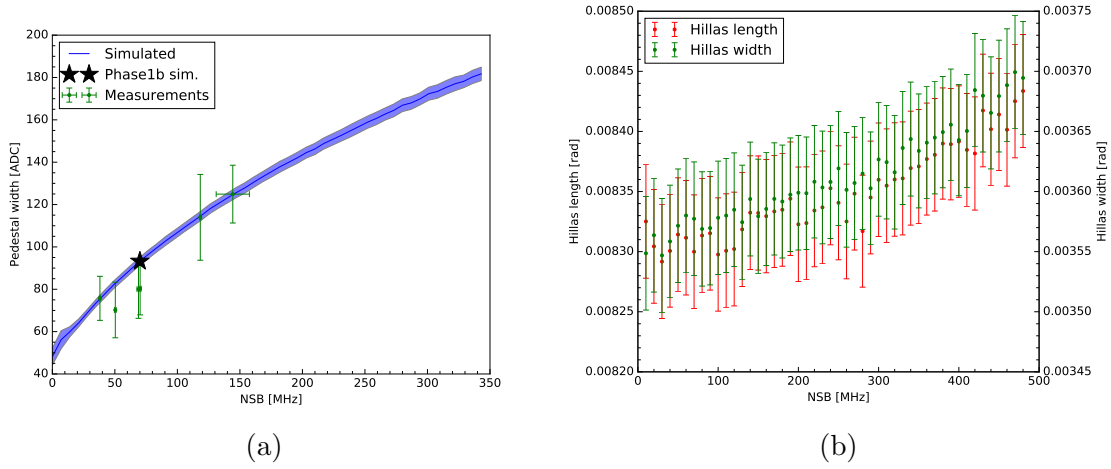 200
180
160
140
120
100
80
60
40
Pedestal width [ADC]
Simulated
Phase1b sim.
Measurements
0 50 100 150 200 250 300 350
NSB [MHz]
(a)
0.00850
0.00845
0.00840
0.00835
0.00830
0.00825
0.00820
Hillas length [rad]
Hillas length
Hillas width
0.00375
0.00370
0.00365
0.00360
0.00355
0.00350
0.00345
Hillas width [rad]
0 100 200 300 400 500
NSB [MHz]
(b)